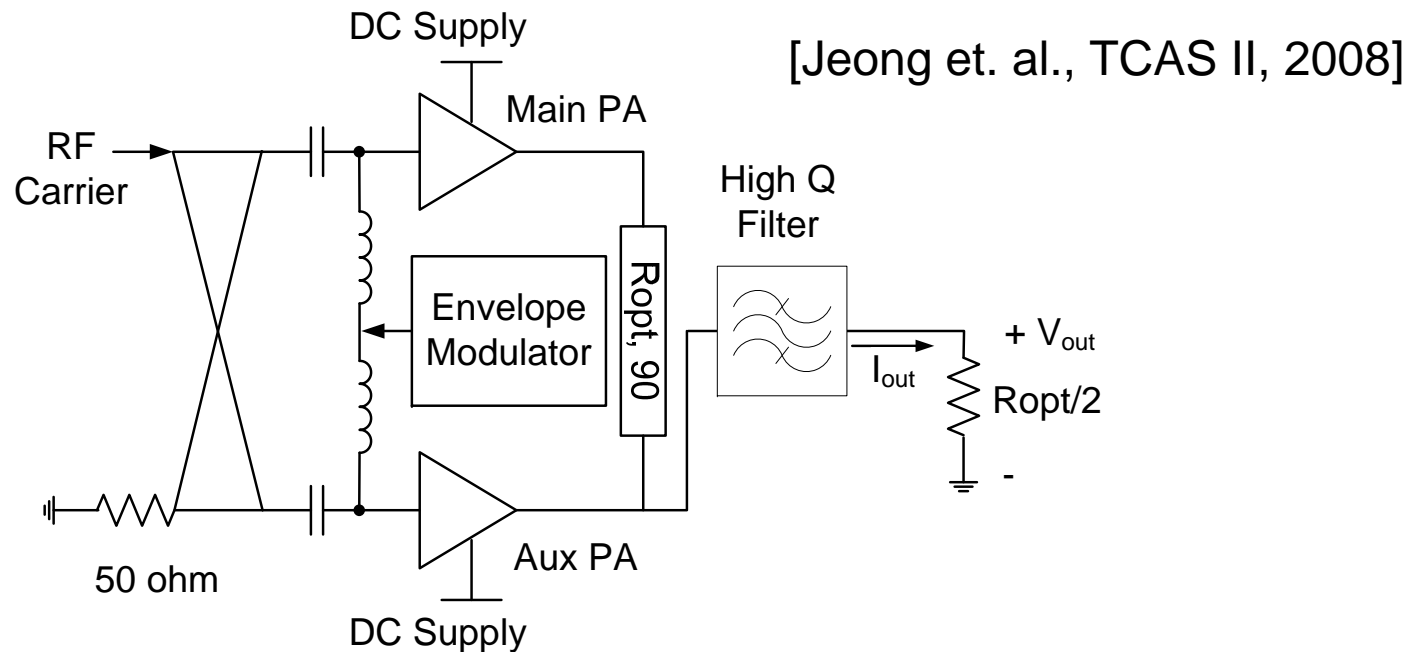 DC Supply
[Jeong et. al., TCAS II, 2008]
Main PA
RF
Carrier
High Q
Filter
Envelope
Modulator
Ropt, 90
+ Vout
Iout
Ropt/2
-
50 ohm
Aux PA
DC Supply